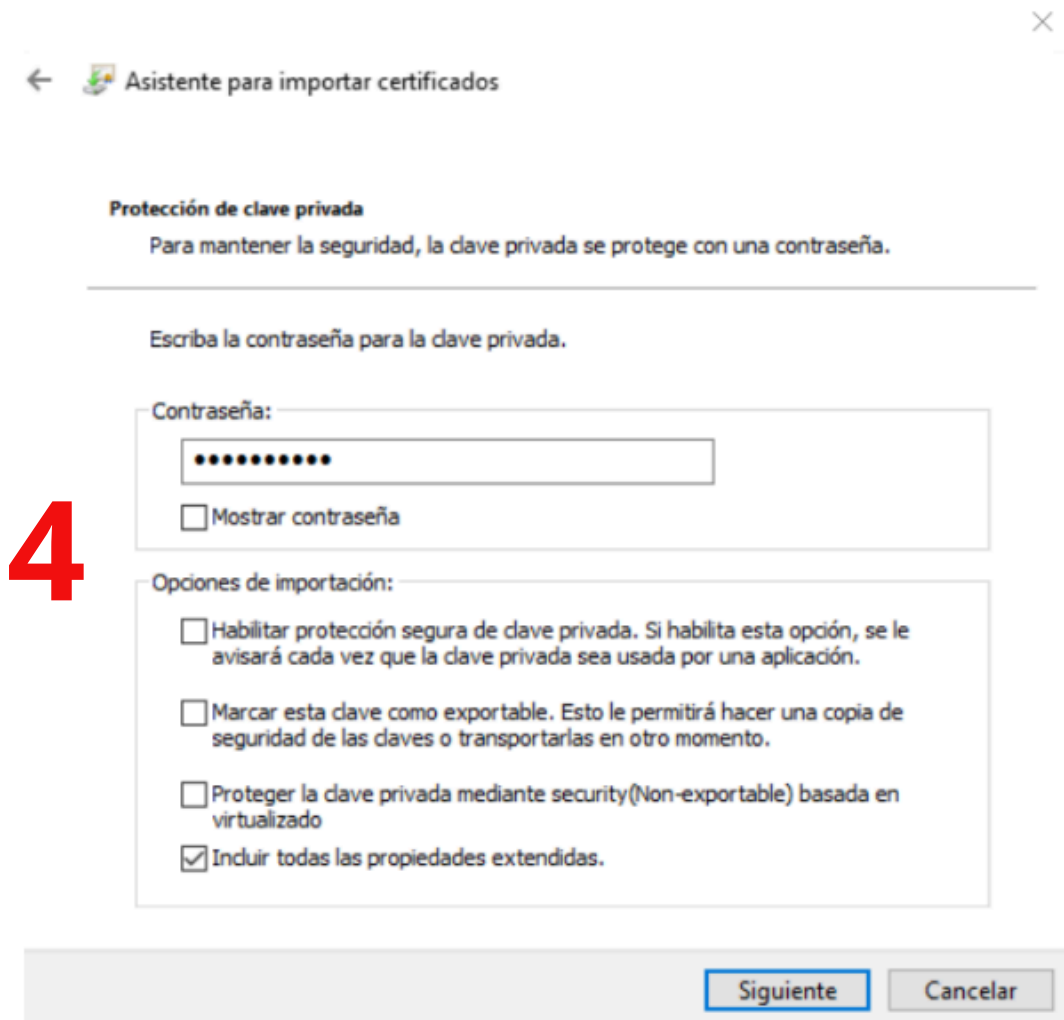 Asistente para importar certificados
Protección de clave privada
Para mantener la seguridad, la clave privada se protege con una contraseña.
Escriba la contraseña para la clave privada.
Contraseña:
••••••••••
Mostrar contraseña
4
Opciones de importación:
Habilitar protección segura de clave privada. Si habilita esta opción, se le
avisará cada vez que la clave privada sea usada por una aplicación.
Marcar esta clave como exportable. Esto le permitirá hacer una copia de
seguridad de las claves o transportarlas en otro momento.
Proteger la clave privada mediante security(Non-exportable) basada en
virtualizado
Incluir todas las propiedades extendidas.
Siguiente
Cancelar